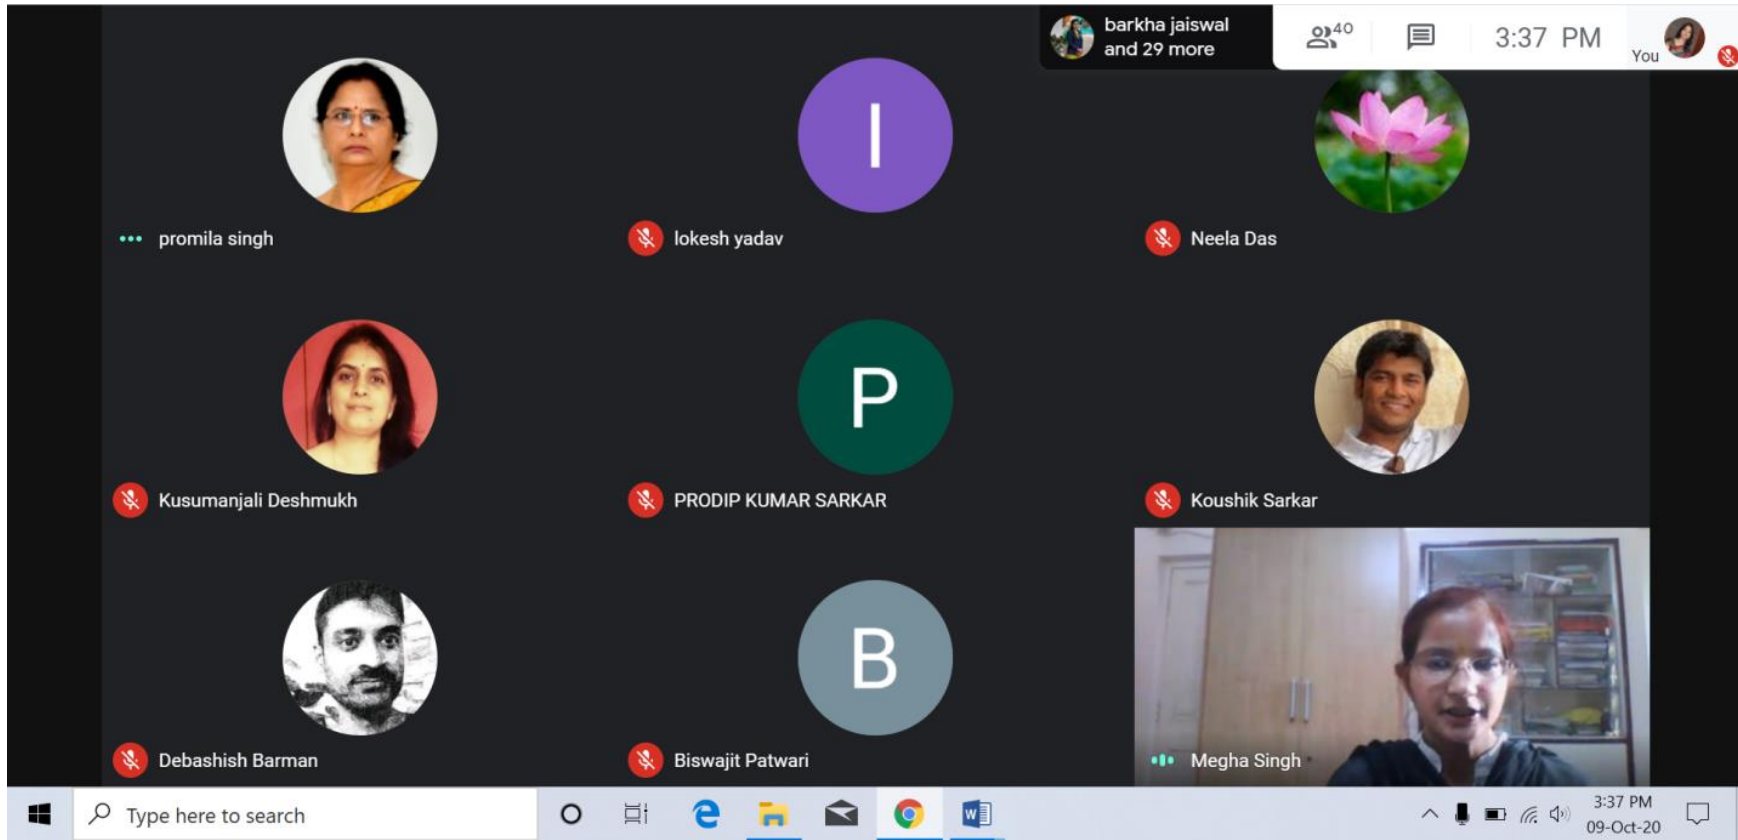 barkha jaiswal
and 29 more
40
3:37 PM
You
promila singh
I
lokesh yadav
Neela Das
Kusumanjali Deshmukh
P
PRODIP KUMAR SARKAR
Koushik Sarkar
Debashish Barman
B
Biswajit Patwari
Megha Singh
Type here to search
W
3:37 PM
09-Oct-20